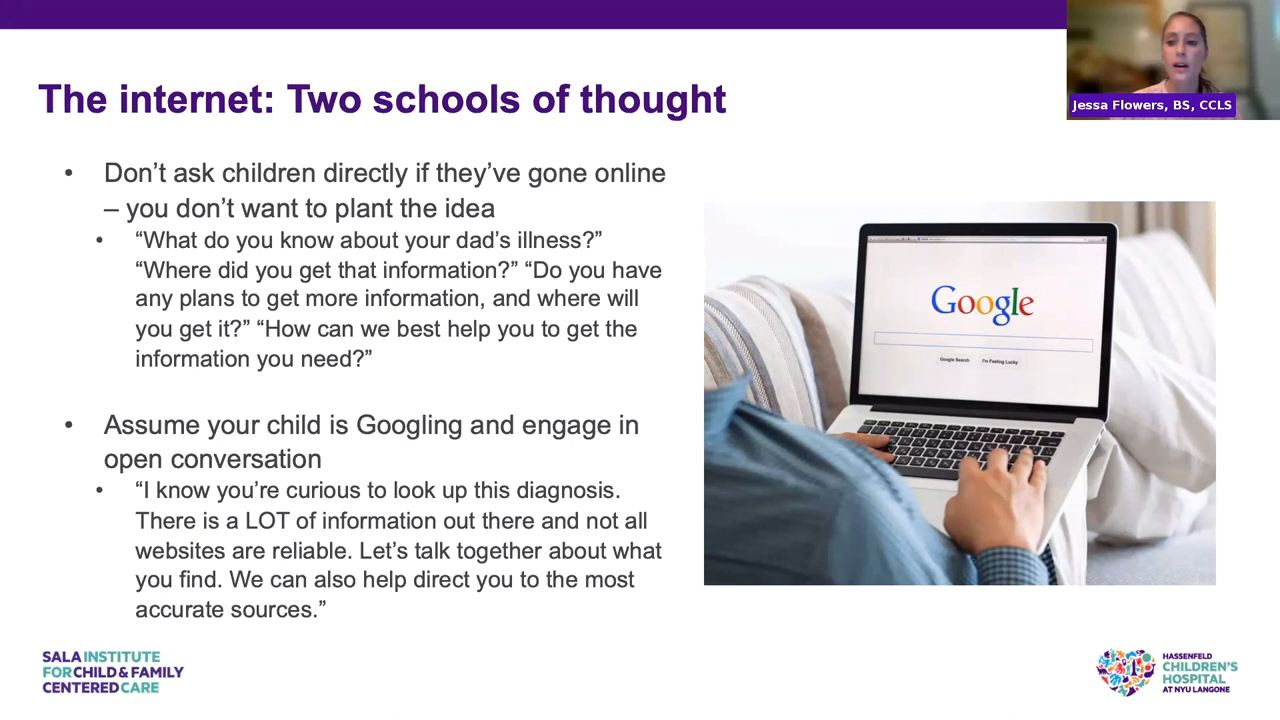 Jessa Flowers, BS, CCLS
The internet: Two schools of thought
• Don’t ask children directly if they’ve gone online
– you don’t want to plant the idea
• “What do you know about your dad’s illness?”
“Where did you get that information?” “Do you have
any plans to get more information, and where will
you get it?” “How can we best help you to get the
information you need?”
• Assume your child is Googling and engage in
open conversation
• “I know you’re curious to look up this diagnosis.
There is a LOT of information out there and not all
websites are reliable. Let’s talk together about what
you find. We can also help direct you to the most
accurate sources.”
Google
Google Search I'm Feeling Lucky
SALA INSTITUTE
FOR CHILD & FAMILY
CENTERED CARE
HASSENFELD
CHILDREN'S
HOSPITAL
AT NYU LANGONE